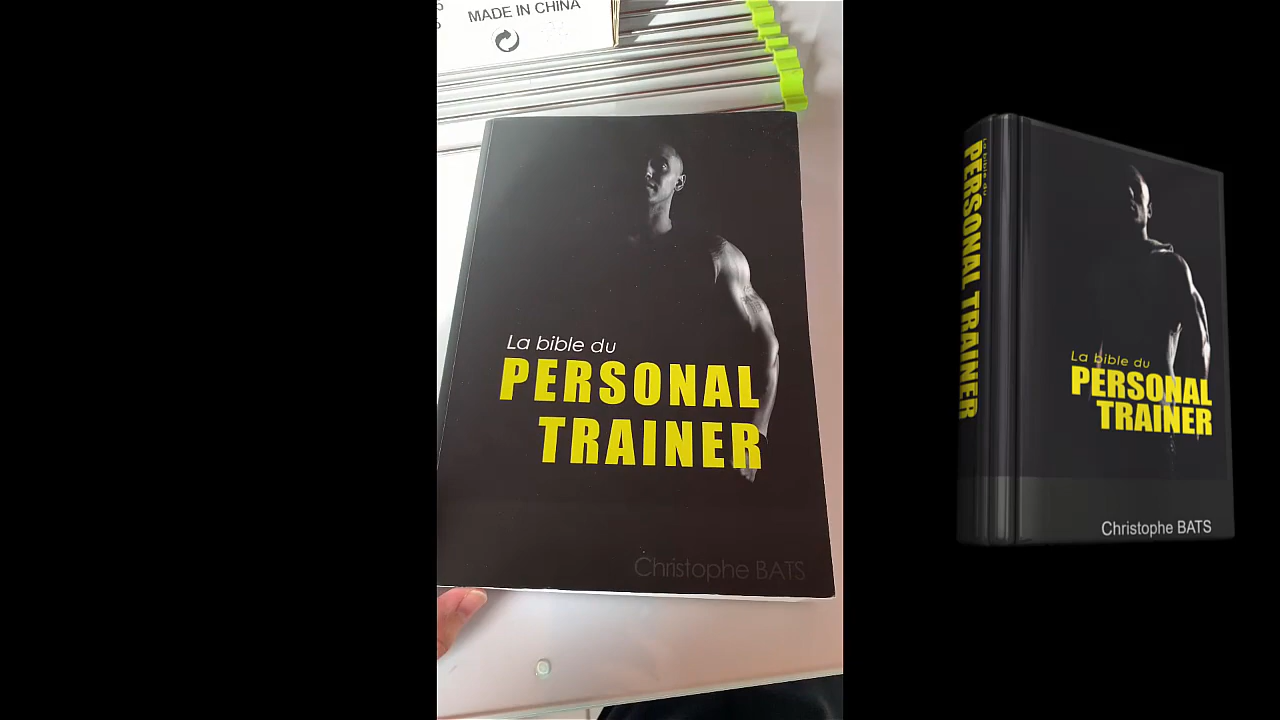 MADE IN CHINA
La bible du
PERSONAL
TRAINER
Christophe BATS
La bible du
PERSONAL TRAINER
La bible du
PERSONAL
TRAINER
Christophe BATS